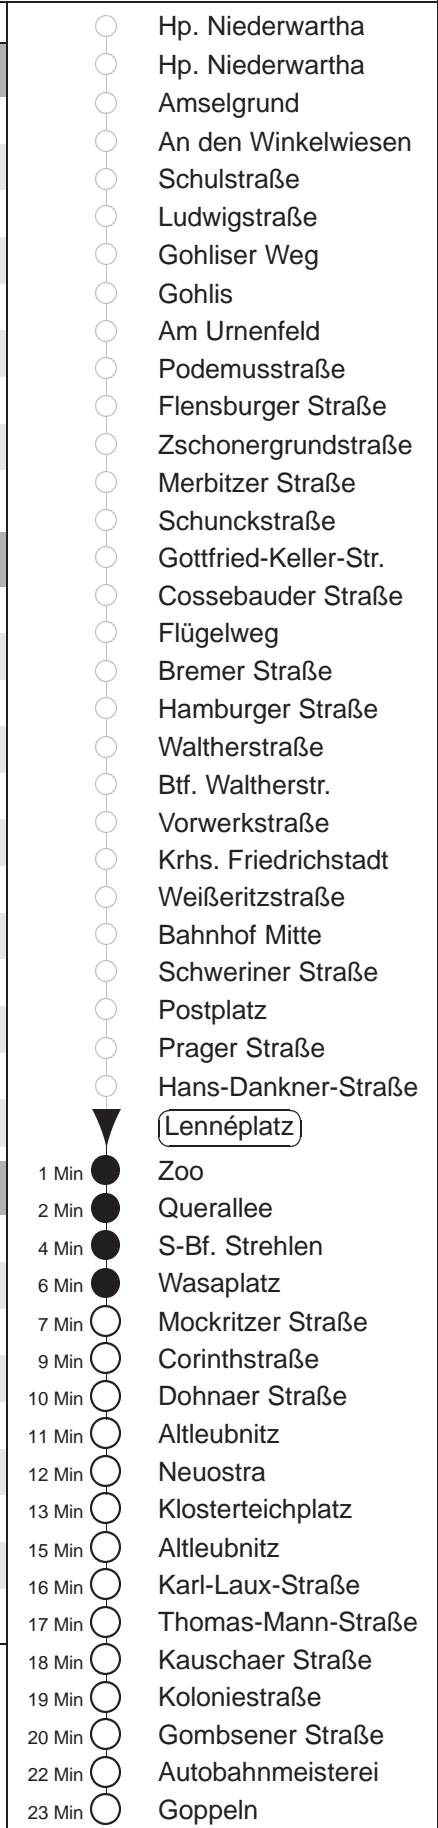 Hp. Niederwartha
Hp. Niederwartha
Amselgrund
An den Winkelwiesen
Schulstraße
Ludwigstraße
Gohliser Weg
Gohlis
Am Urnenfeld
Podemusstraße
Flensburger Straße
Zschonergrundstraße
Merbitzer Straße
Schunckstraße
Gottfried-Keller-Str.
Cossebauder Straße
Flügelweg
Bremer Straße
Hamburger Straße
Waltherstraße
Btf. Waltherstr.
Vorwerkstraße
Krhs. Friedrichstadt
Weißeritzstraße
Bahnhof Mitte
Schweriner Straße
Postplatz
Prager Straße
Hans-Dankner-Straße
Lennéplatz
1 Min Zoo
2 Min Querallee
4 Min S-Bf. Strehlen
6 Min Wasaplatz
7 Min Mockritzer Straße
9 Min Corinthstraße
10 Min Dohnaer Straße
11 Min Altleubnitz
12 Min Neuostra
13 Min Klosterteichplatz
15 Min Altleubnitz
16 Min Karl-Laux-Straße
17 Min Thomas-Mann-Straße
18 Min Kauschaer Straße
19 Min Koloniestraße
20 Min Gombsener Straße
22 Min Autobahnmeisterei
23 Min Goppeln